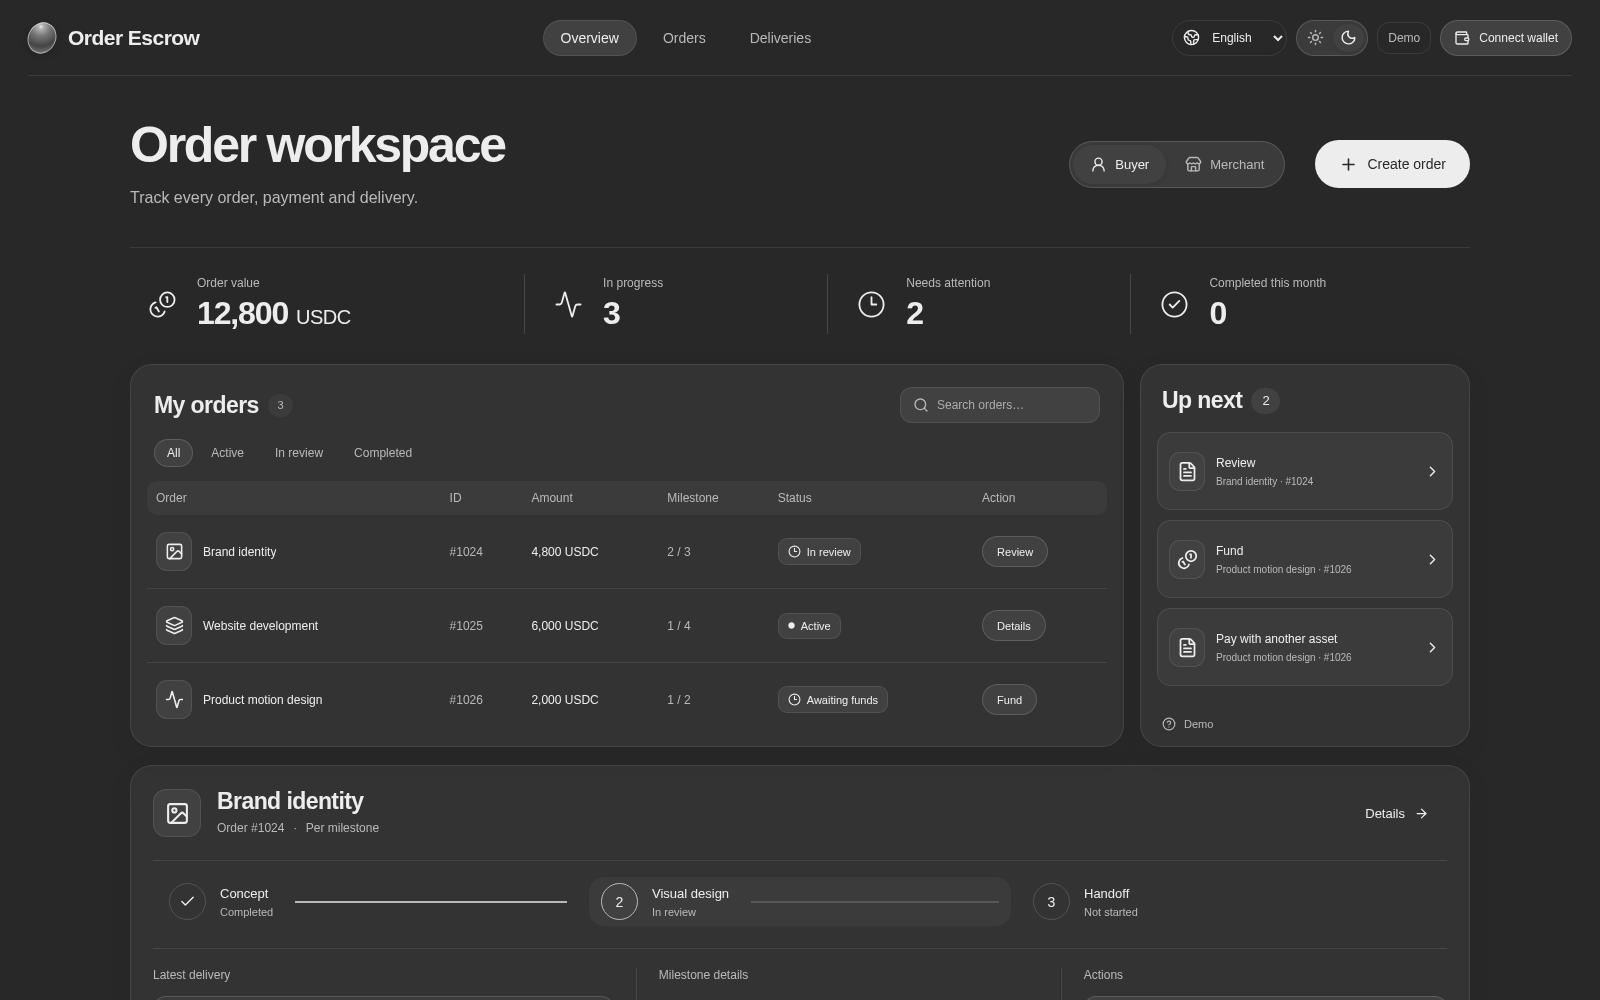 Order Escrow
Overview
Orders
Deliveries
English
Demo
Connect wallet
Order workspace
Track every order, payment and delivery.
Buyer
Merchant
Create order
Order value
12,800 USDC
In progress
3
Needs attention
2
Completed this month
0
My orders 3
Search orders…
All
Active
In review
Completed
Order ID Amount Milestone Status Action
Brand identity #1024 4,800 USDC 2 / 3 In review Review
Website development #1025 6,000 USDC 1 / 4 Active Details
Product motion design #1026 2,000 USDC 1 / 2 Awaiting funds Fund
Up next 2
Review
Brand identity · #1024
Fund
Product motion design · #1026
Pay with another asset
Product motion design · #1026
Demo
Brand identity
Order #1024 · Per milestone
Details
Concept
Completed
2
Visual design
In review
3
Handoff
Not started
Latest delivery
Milestone details
Actions